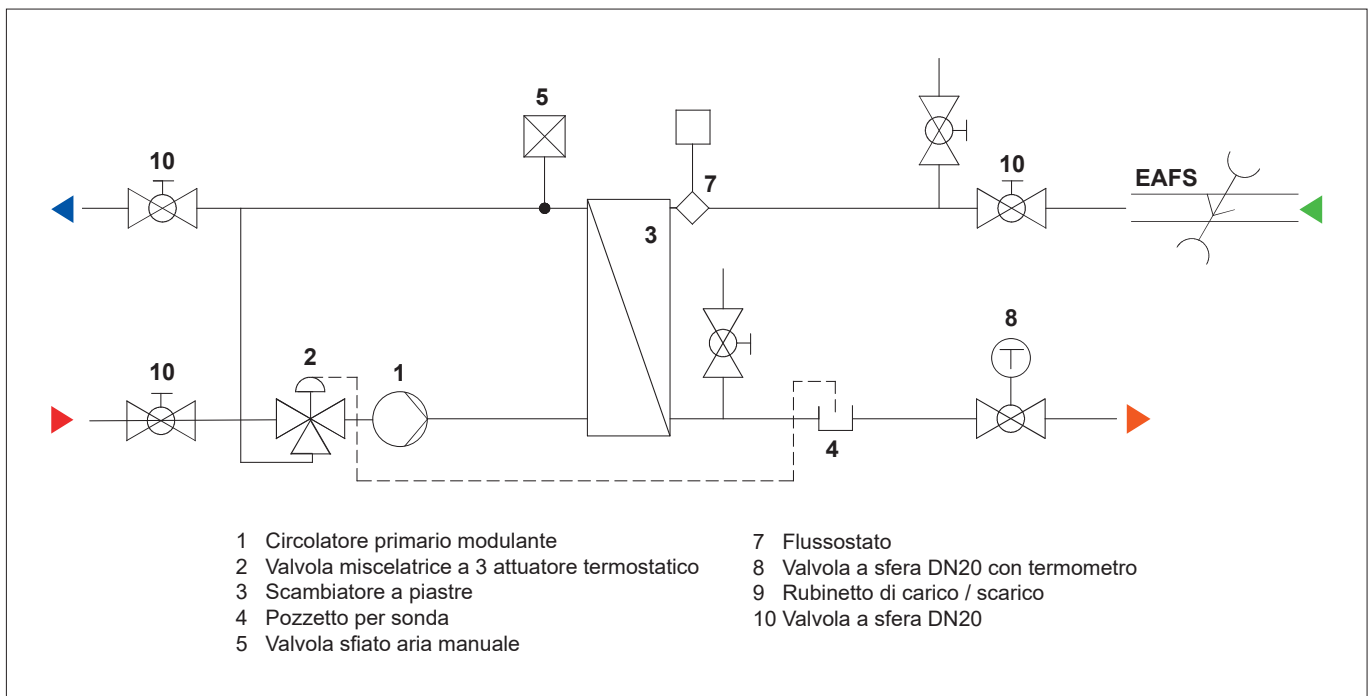 5
7
10
10
EAFS
3
8
10
2
1
4
1 Circolatore primario modulante
2 Valvola miscelatrice a 3 attuatore termostatico
3 Scambiatore a piastre
4 Pozzetto per sonda
5 Valvola sfiato aria manuale
7 Flussostato
8 Valvola a sfera DN20 con termometro
9 Rubinetto di carico / scarico
10 Valvola a sfera DN20
T